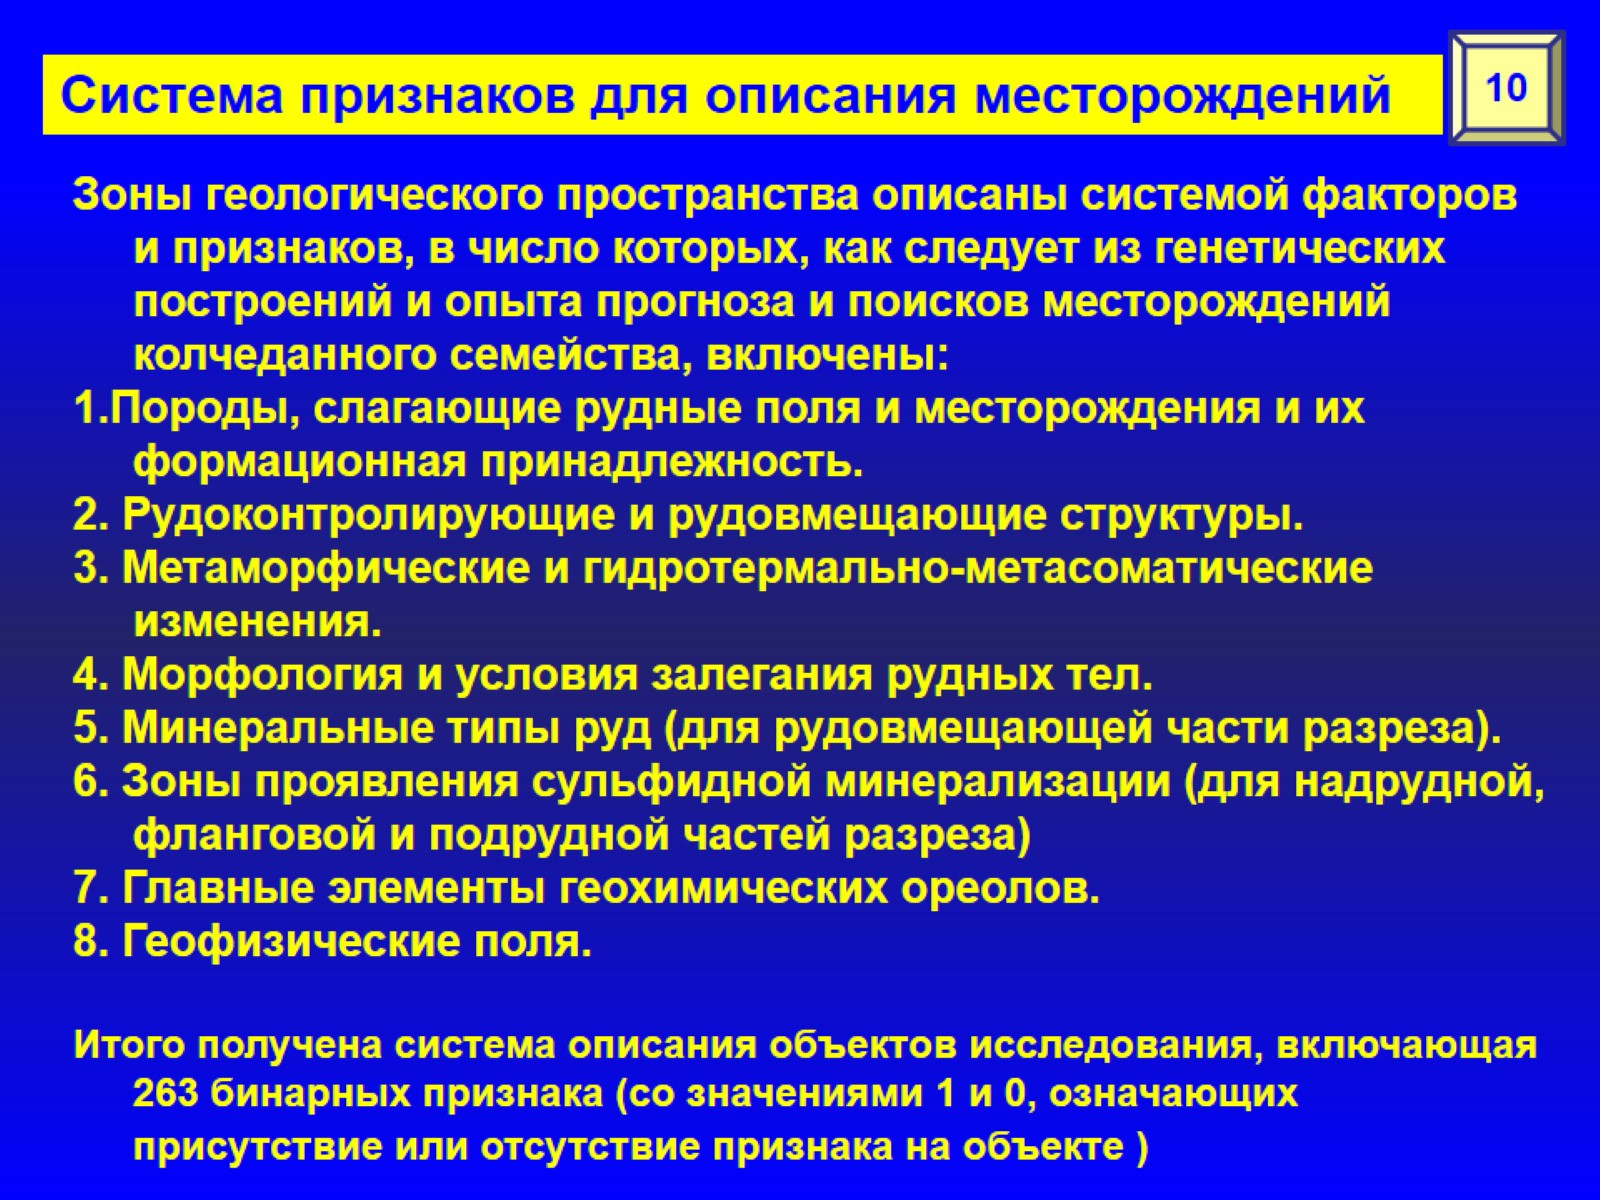 Система признаков для описания месторождений
10
Зоны геологического пространства описаны системой факторов
и признаков, в число которых, как следует из генетических
построений и опыта прогноза и поисков месторождений
колчеданного семейства, включены:
1.Породы, слагающие рудные поля и месторождения и их
формационная принадлежность.
2. Рудоконтролирующие и рудовмещающие структуры.
3. Метаморфические и гидротермально-метасоматические
изменения.
4. Морфология и условия залегания рудных тел.
5. Минеральные типы руд (для рудовмещающей части разреза).
6. Зоны проявления сульфидной минерализации (для надрудной,
фланговой и подрудной частей разреза)
7. Главные элементы геохимических ореолов.
8. Геофизические поля.
Итого получена система описания объектов исследования, включающая
263 бинарных признака (со значениями 1 и 0, означающих
присутствие или отсутствие признака на объекте )